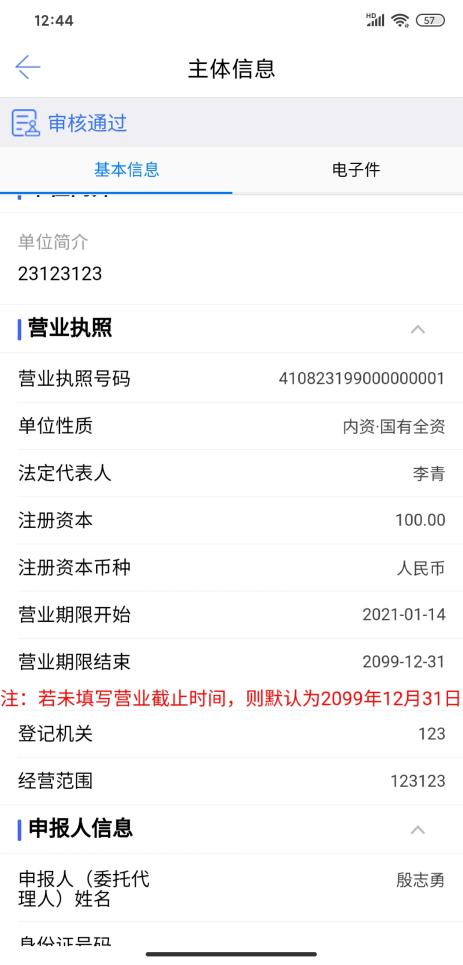 12:44
HD
57
主体信息
审核通过
基本信息
电子件
单位简介
23123123
营业执照
营业执照号码
410823199000000001
单位性质
内资·国有全资
法定代表人
李青
注册资本
100.00
注册资本币种
人民币
营业期限开始
2021-01-14
营业期限结束
2099-12-31
注：若未填写营业截止时间，则默认为2099年12月31日
登记机关
123
经营范围
123123
申报人信息
申报人（委托代
理人）姓名
殷志勇
身份证号码